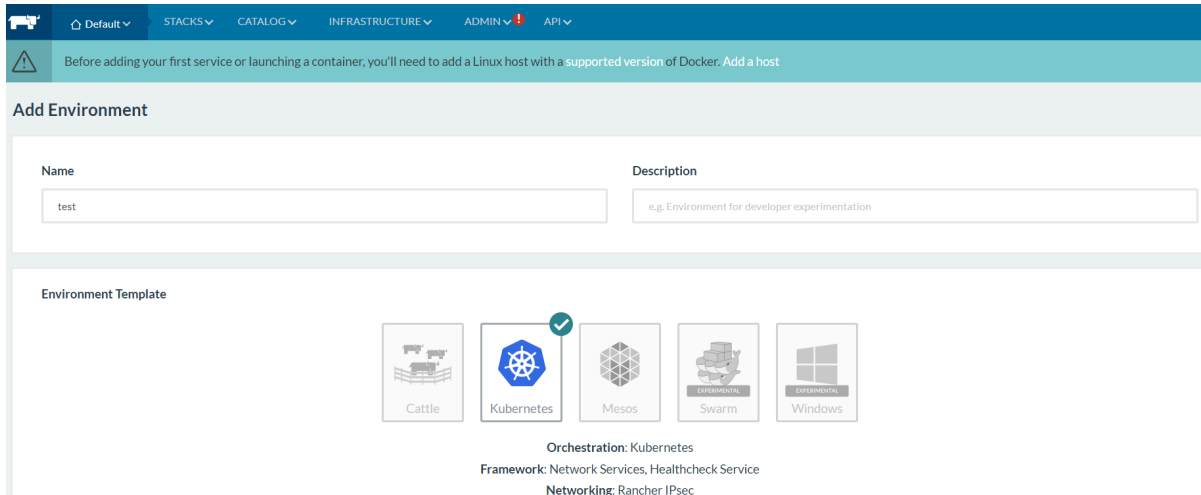 Default STACKS CATALOG INFRASTRUCTURE ADMIN ! API
Before adding your first service or launching a container, you'll need to add a Linux host with a supported version of Docker. Add a host
Add Environment
Name Description
test e.g. Environment for developer experimentation
Environment Template
EXPERIMENTAL EXPERIMENTAL
Cattle Kubernetes Mesos Swarm Windows
Orchestration: Kubernetes
Framework: Network Services, Healthcheck Service
Networking: Rancher IPsec